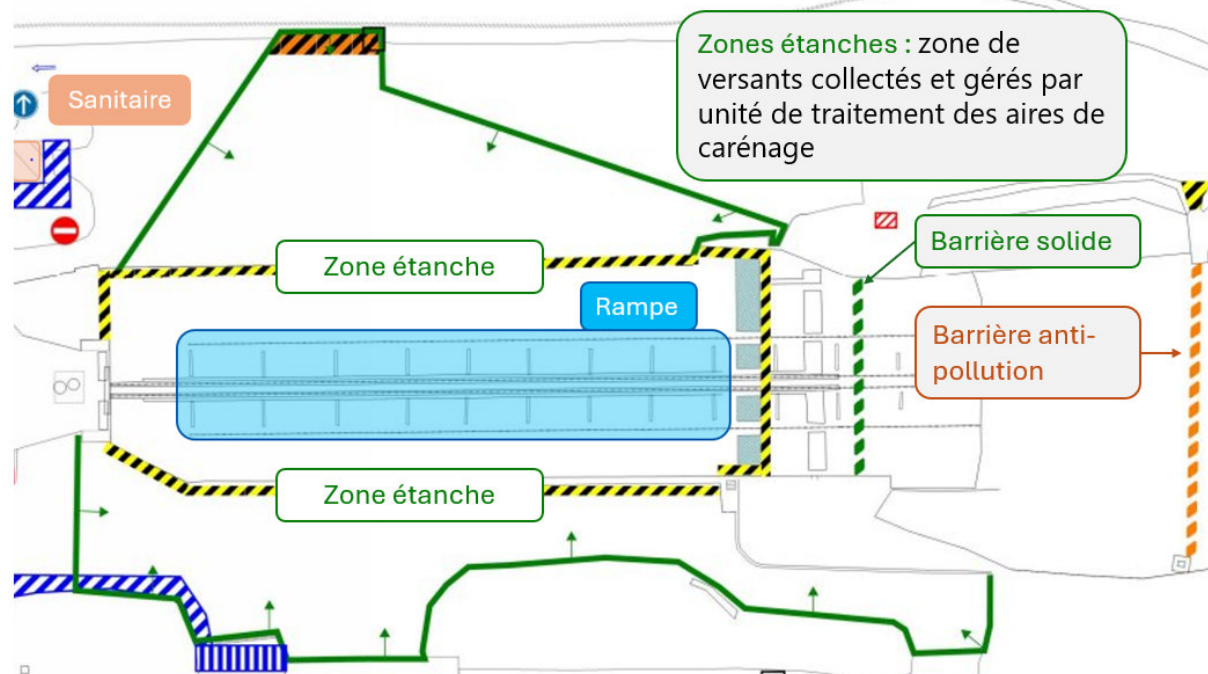 Zones étanches : zone de
versants collectés et gérés par
unité de traitement des aires de
carénage
Sanitaire
Barrière solide
Zone étanche
Rampe
Barrière anti-
pollution
Zone étanche